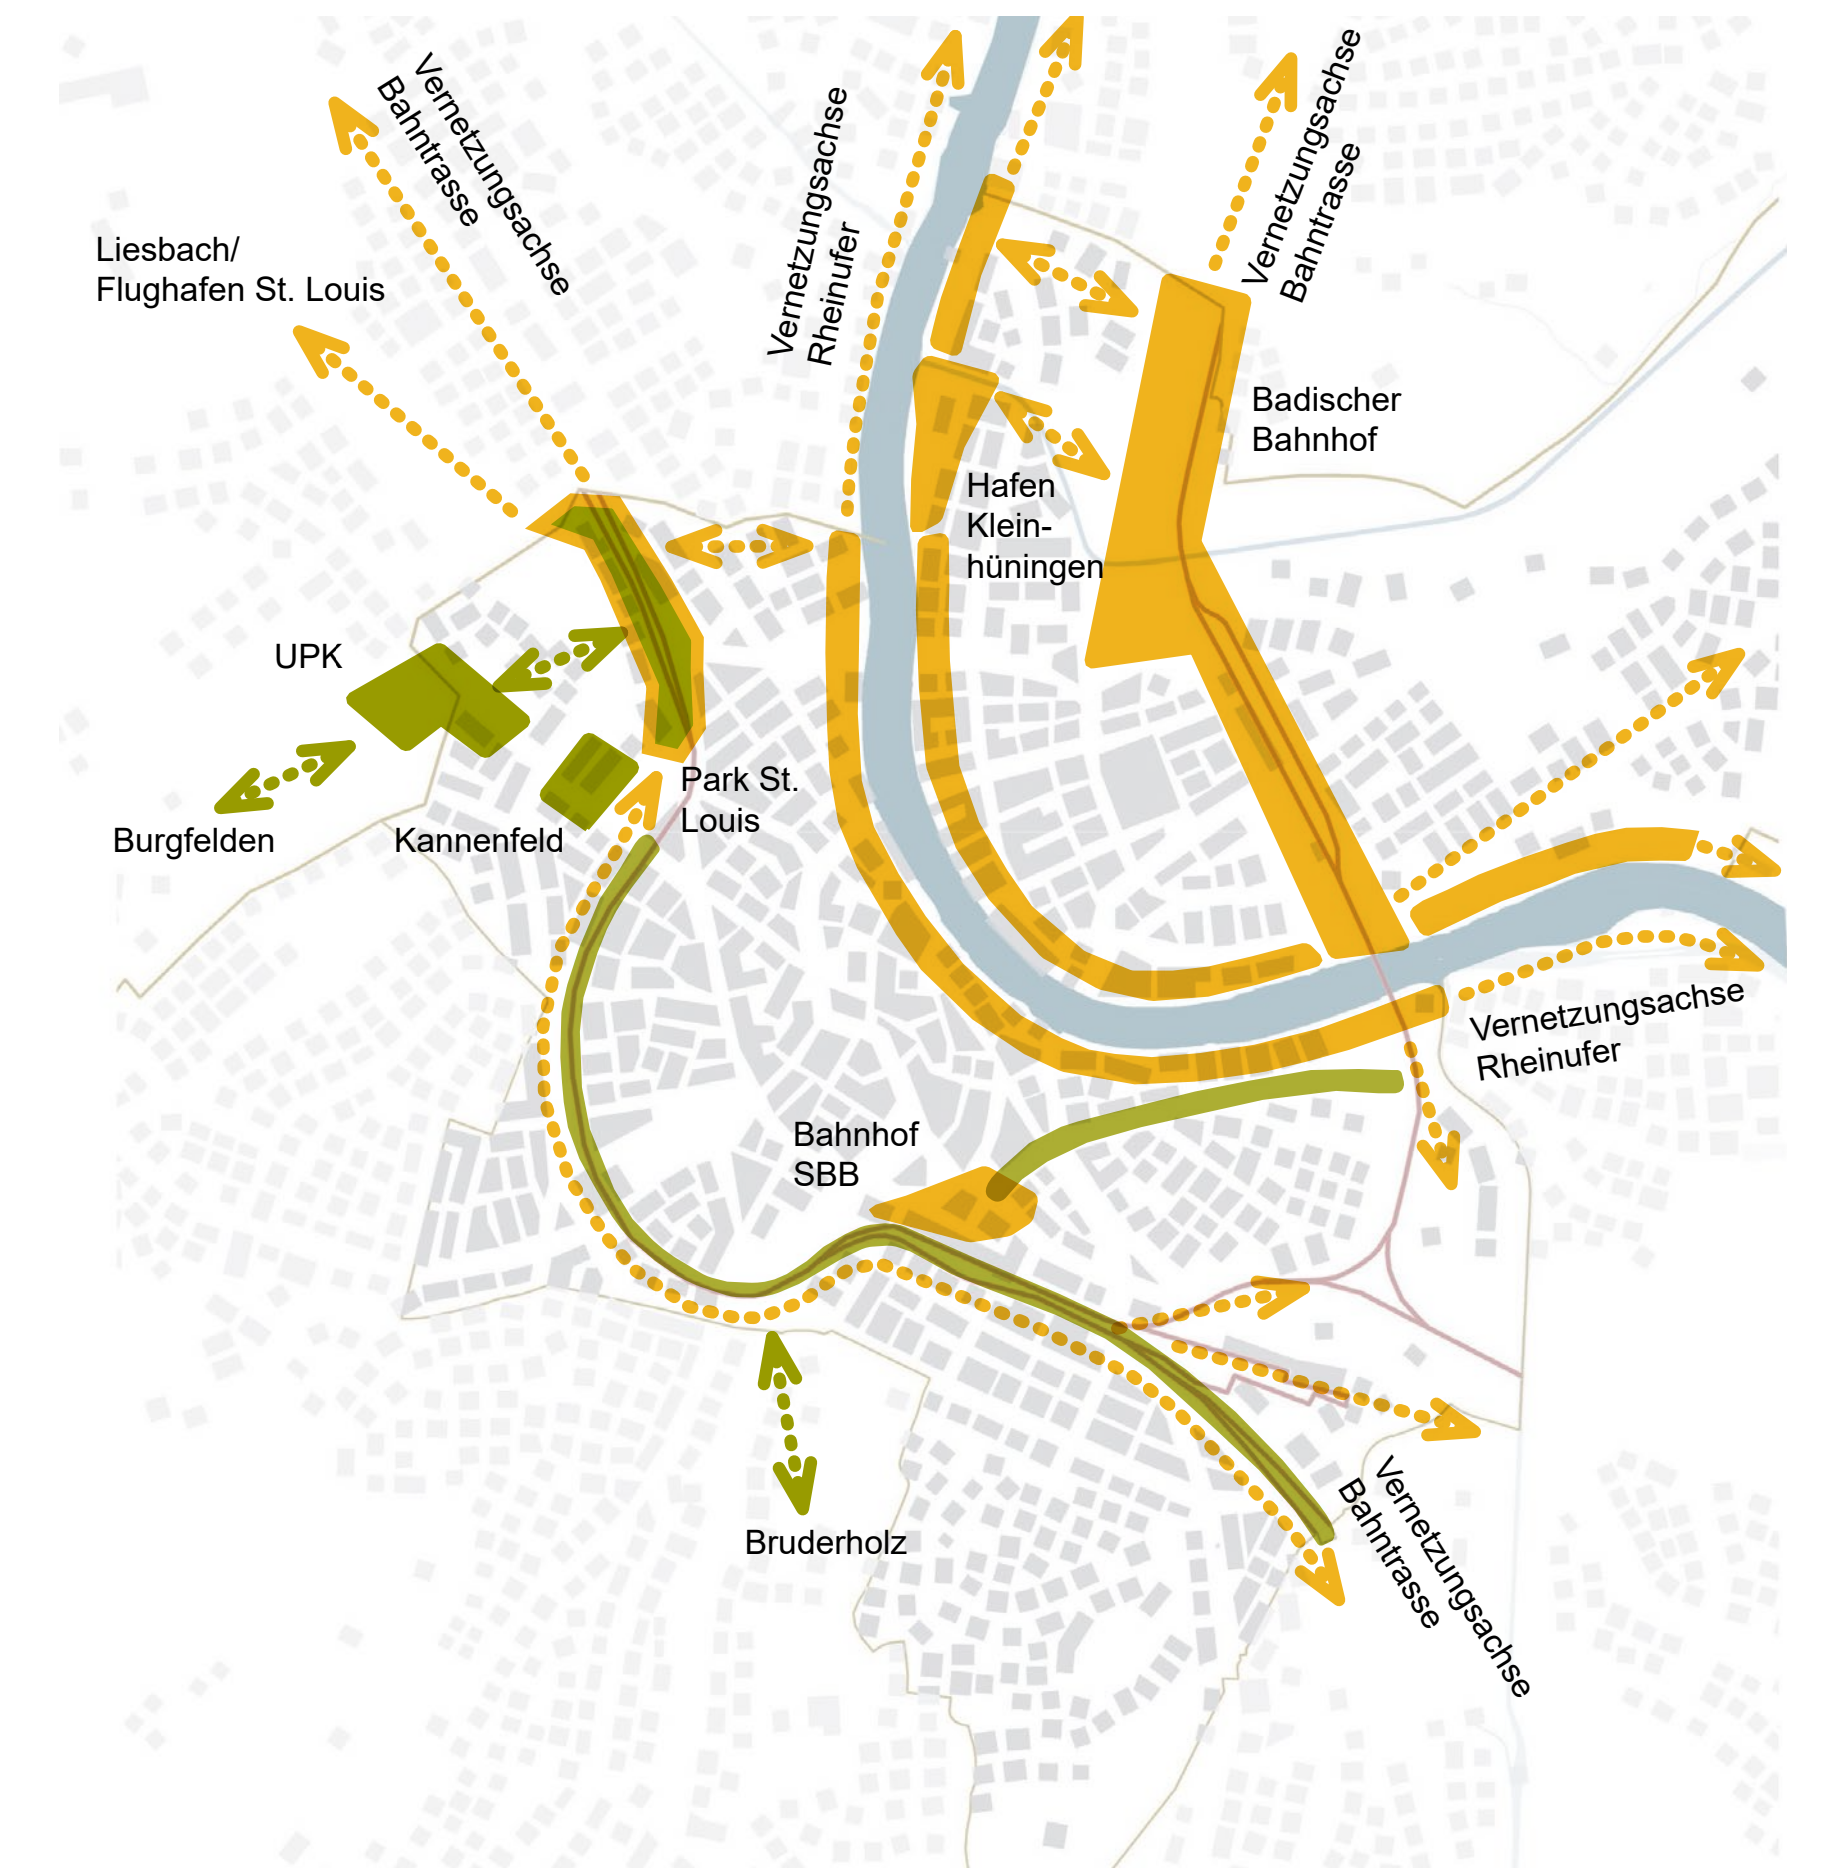 Vernetzungsachse
Bahntrasse
Liesbach/
Flughafen St. Louis
Vernetzungsachse
Rheinufer
Vernetzungsachse
Bahntrasse
Badischer
Bahnhof
Hafen
Klein-
hüningen
UPK
Park St.
Louis
Burgfelden
Kannenfeld
Vernetzungsachse
Rheinufer
Bahnhof
SBB
Bruderholz
Vernetzungsachse
Bahntrasse